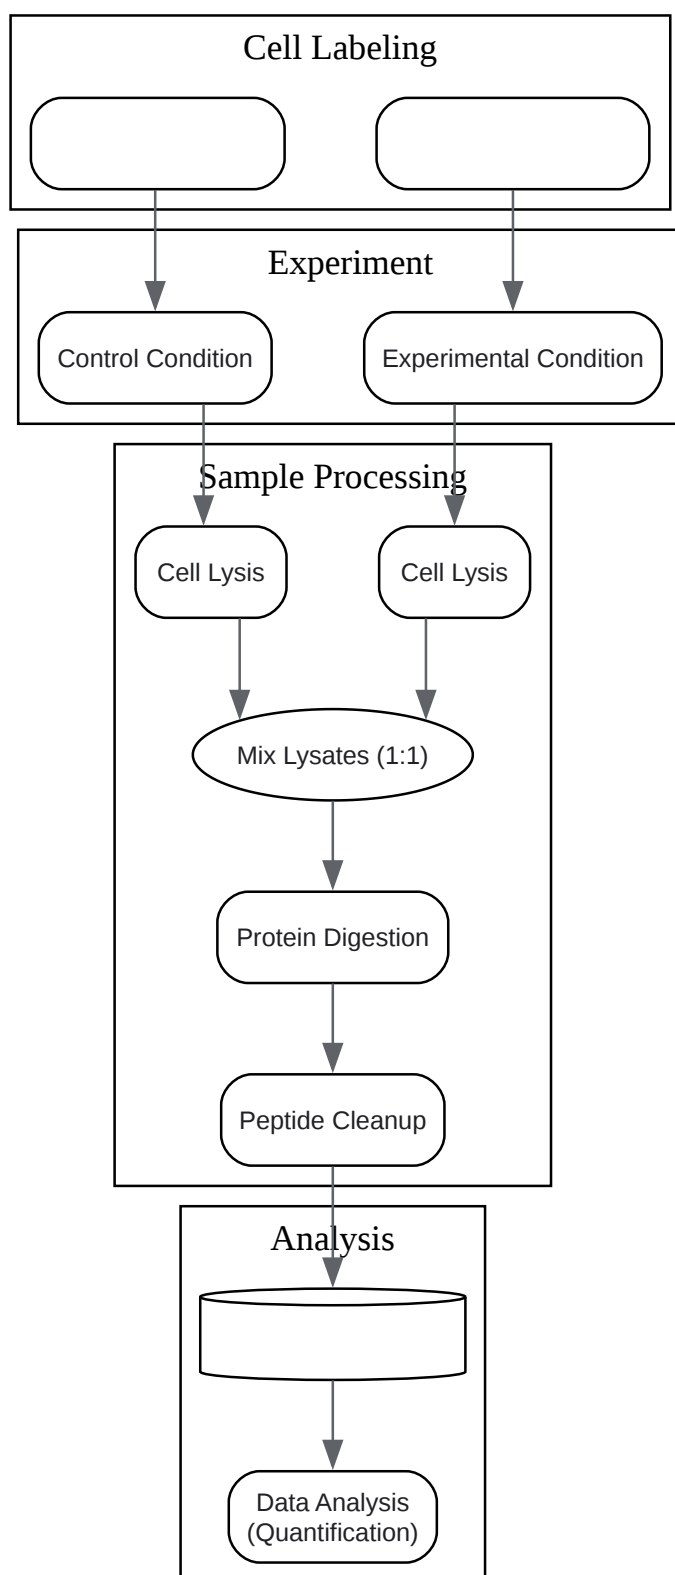 Cell Labeling
Experiment
Control Condition
Experimental Condition
Sample Processing
Cell Lysis
Cell Lysis
Mix Lysates (1:1)
Protein Digestion
Peptide Cleanup
Analysis
Data Analysis
(Quantification)